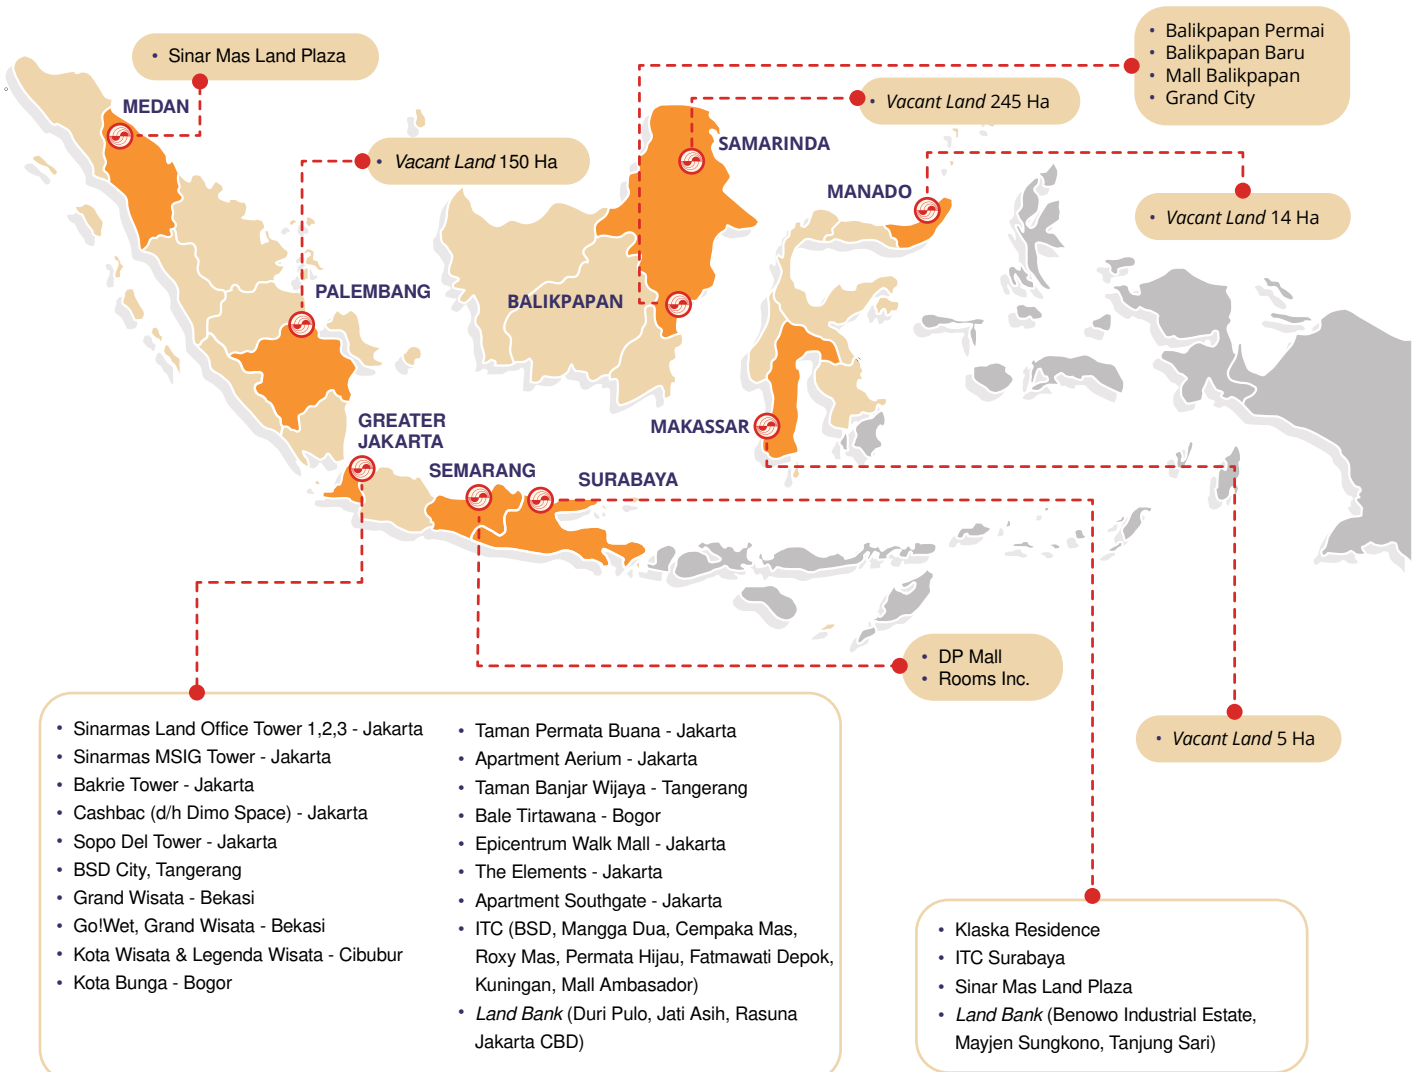 • Sinar Mas Land Plaza
MEDAN
• Vacant Land 150 Ha
PALEMBANG
• Balikpapan Permai
• Balikpapan Baru
• Mall Balikpapan
• Grand City
• Vacant Land 245 Ha
SAMARINDA
MANADO
• Vacant Land 14 Ha
BALIKPAPAN
MAKASSAR
GREATER
JAKARTA
SEMARANG
SURABAYA
• DP Mall
• Rooms Inc.
• Vacant Land 5 Ha
• Sinarmas Land Office Tower 1,2,3 - Jakarta
• Sinarmas MSIG Tower - Jakarta
• Bakrie Tower - Jakarta
• Cashbac (d/h Dimo Space) - Jakarta
• Sopo Del Tower - Jakarta
• BSD City, Tangerang
• Grand Wisata - Bekasi
• Go!Wet, Grand Wisata - Bekasi
• Kota Wisata & Legenda Wisata - Cibubur
• Kota Bunga - Bogor
• Taman Permata Buana - Jakarta
• Apartment Aerium - Jakarta
• Taman Banjar Wijaya - Tangerang
• Bale Tirtawana - Bogor
• Epicentrum Walk Mall - Jakarta
• The Elements - Jakarta
• Apartment Southgate - Jakarta
• ITC (BSD, Mangga Dua, Cempaka Mas,
Roxy Mas, Permata Hijau, Fatmawati Depok,
Kuningan, Mall Ambasador)
• Land Bank (Duri Pulo, Jati Asih, Rasuna
Jakarta CBD)
• Klaska Residence
• ITC Surabaya
• Sinar Mas Land Plaza
• Land Bank (Benowo Industrial Estate,
Mayjen Sungkono, Tanjung Sari)